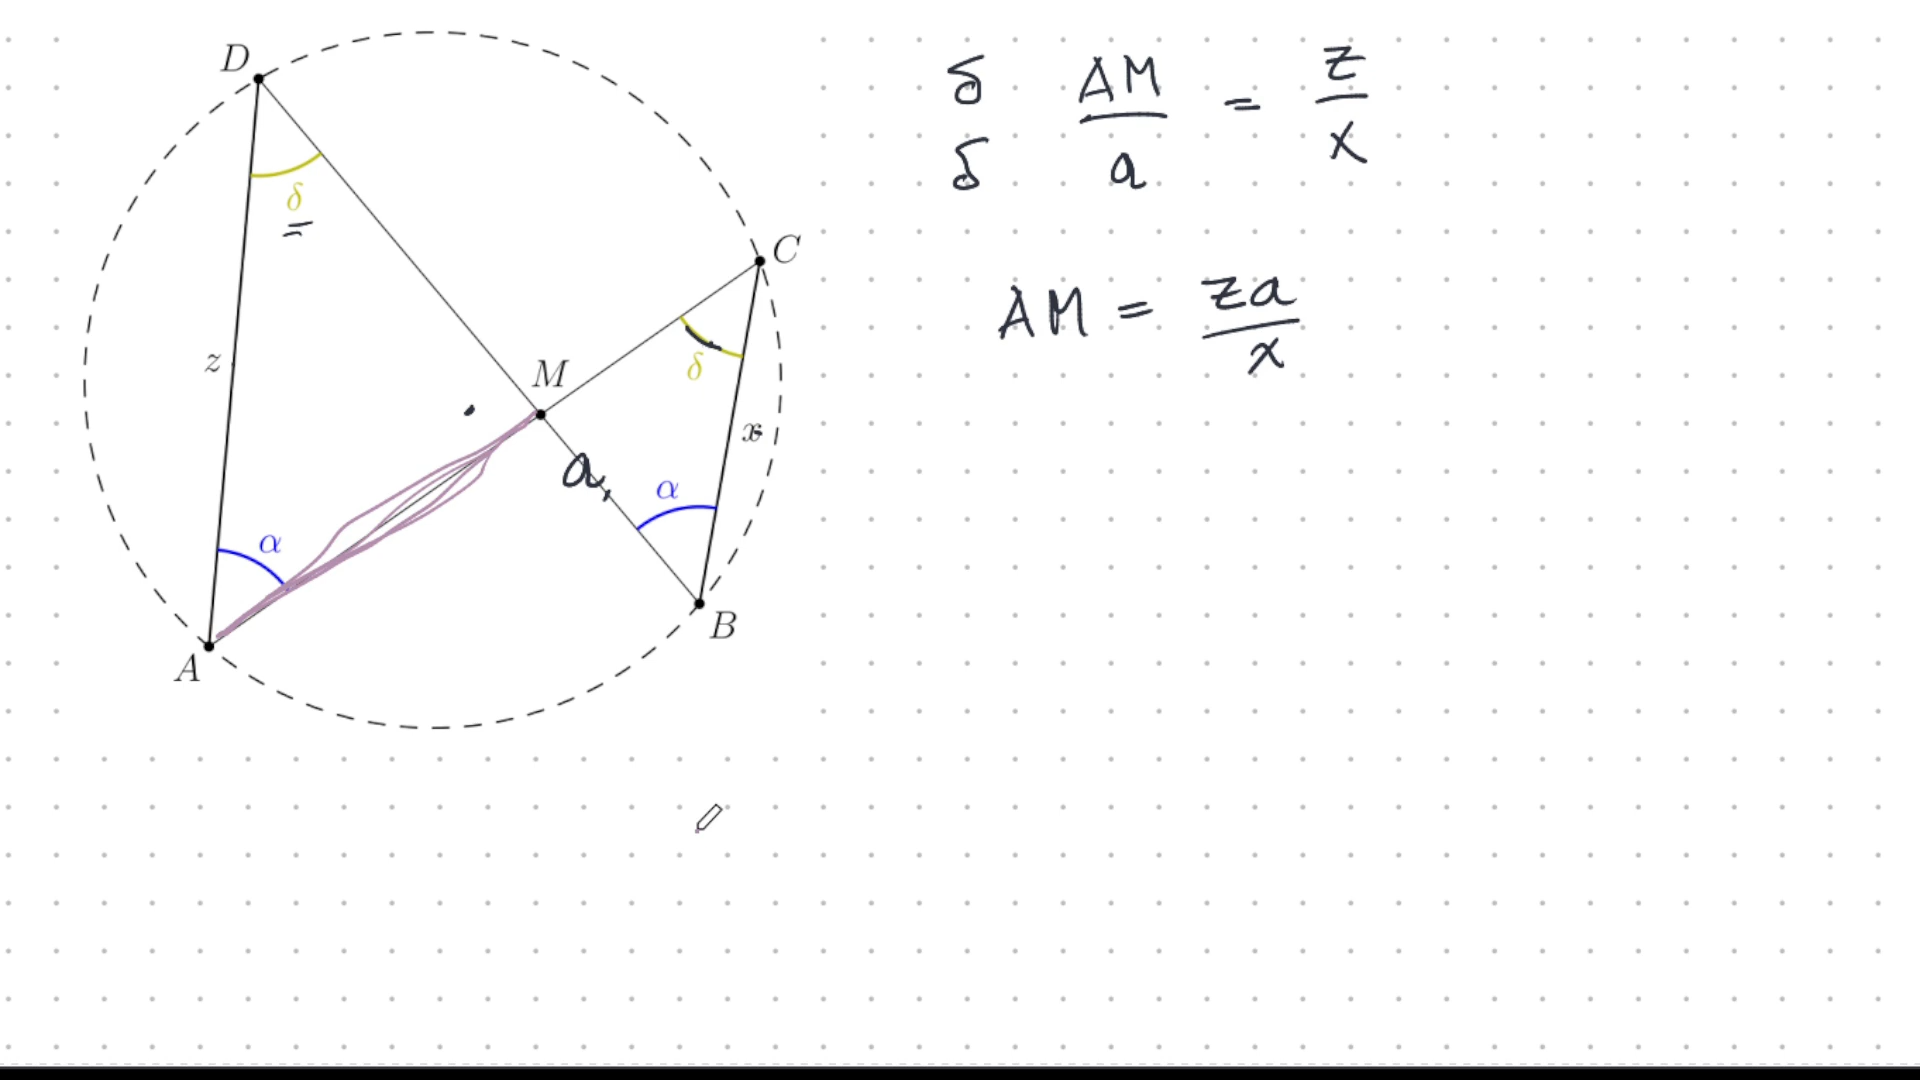 D
δ
C
δ
z
M
x
a
α
α
B
A
δ AM/a = z/x
δ
AM = za/x